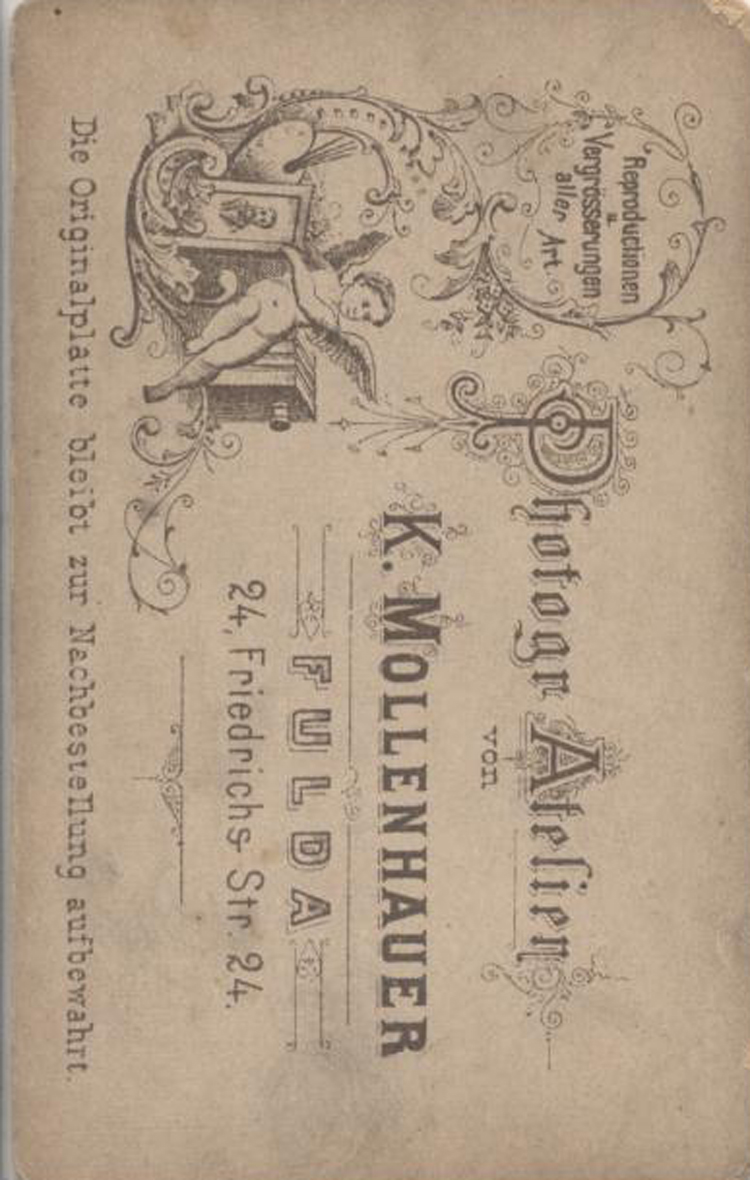 Reproductionen
u
Vergrösserungen
aller Art.
Photogr Atelier
von
K. MOLLENHAUER
FULDA
24, Friedrichs-Str. 24.
Die Originalplatte bleibt zur Nachbestellung aufbewahrt.